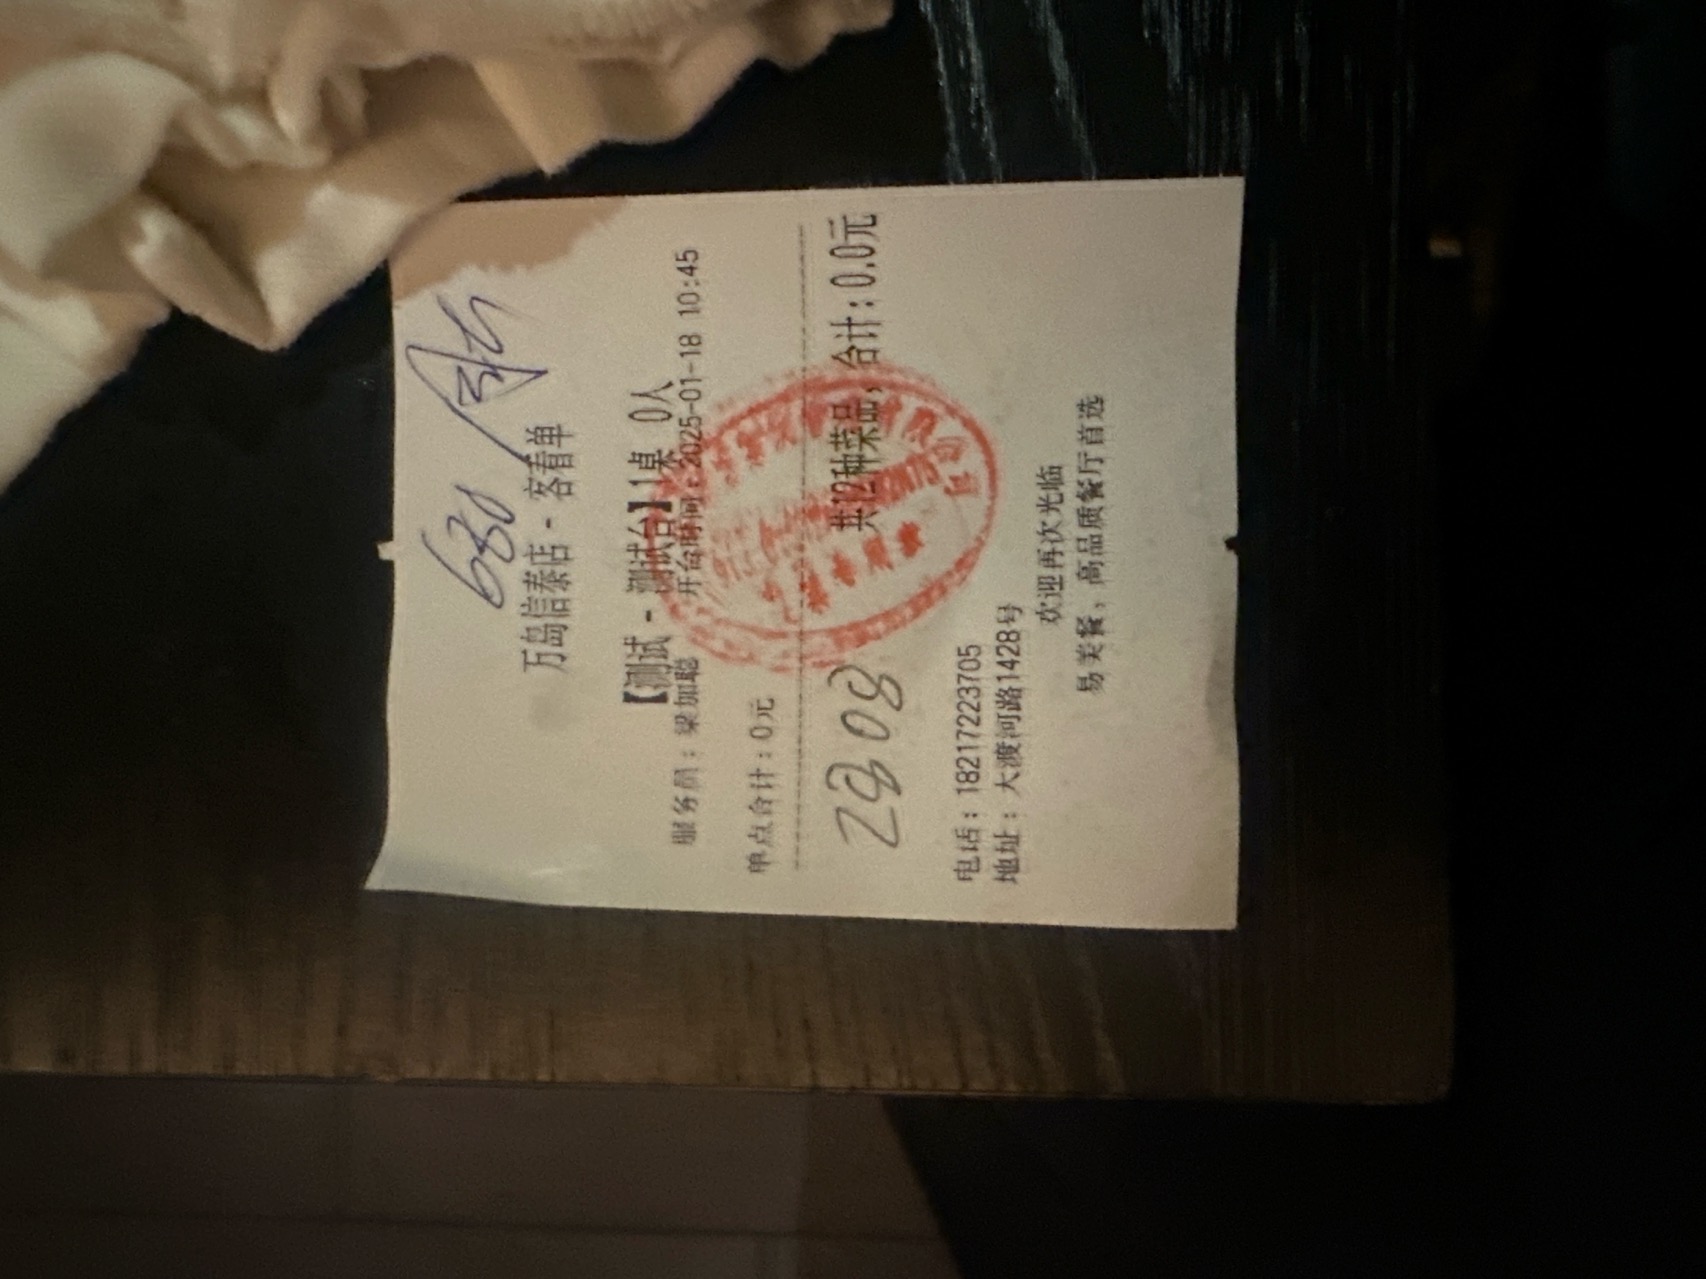 680
万岛信泰店 - 客看单
【测试 - 测试台】1桌 0人
服务员：梁加聪 开台时间：2025-01-18 10:45
单点合计：0元
共12种菜品，合计：0.0元
2808
电话：18217223705
地址：大渡河路1428号
欢迎再次光临
易美餐，高品质餐厅首选